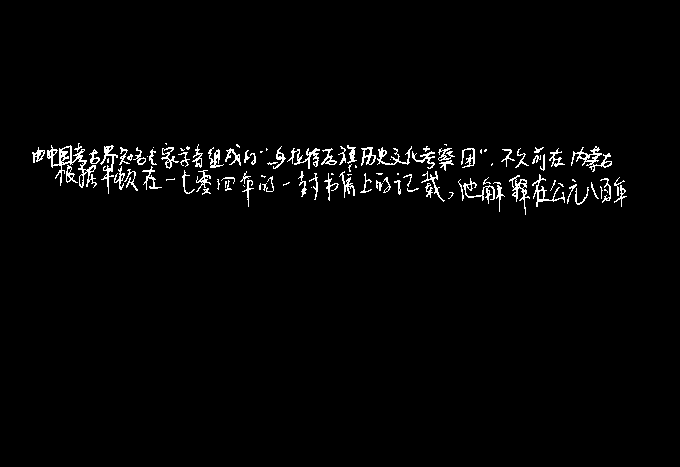 由中国考古界知名专家学者组成的“乌拉特后旗历史文化考察团”,不久前在内蒙古
根据牛顿在一七零四年的一封书信上的记载,他解释在公元八百年